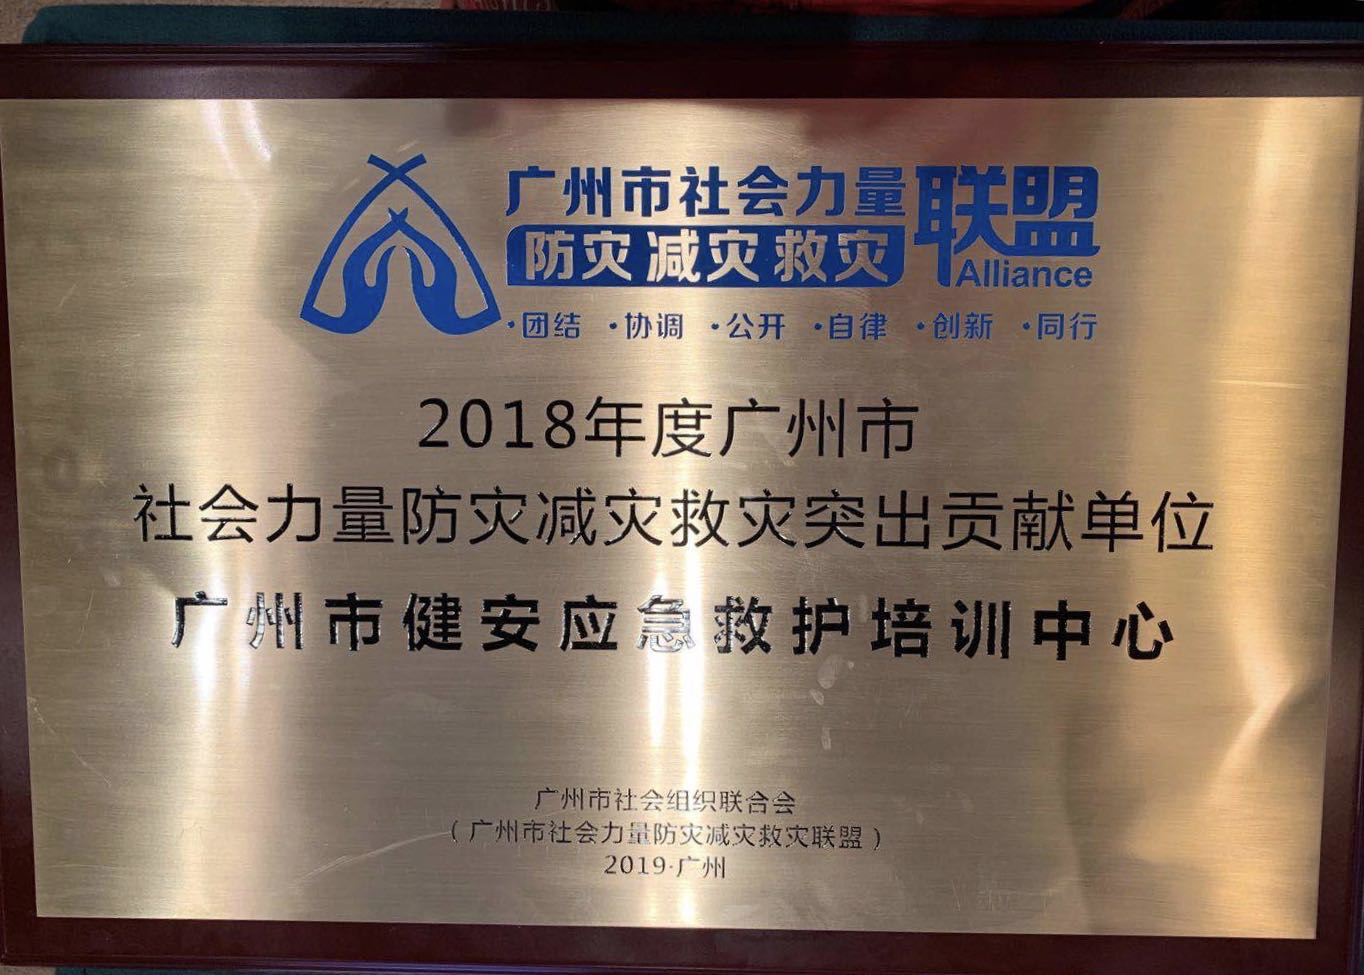 广州市社会力量联盟
防灾减灾救灾
Alliance
·团结 ·协调 ·公开 ·自律 ·创新 ·同行
2018年度广州市
社会力量防灾减灾救灾突出贡献单位
广州市健安应急救护培训中心
广州市社会组织联合会
（广州市社会力量防灾减灾救灾联盟）
2019·广州